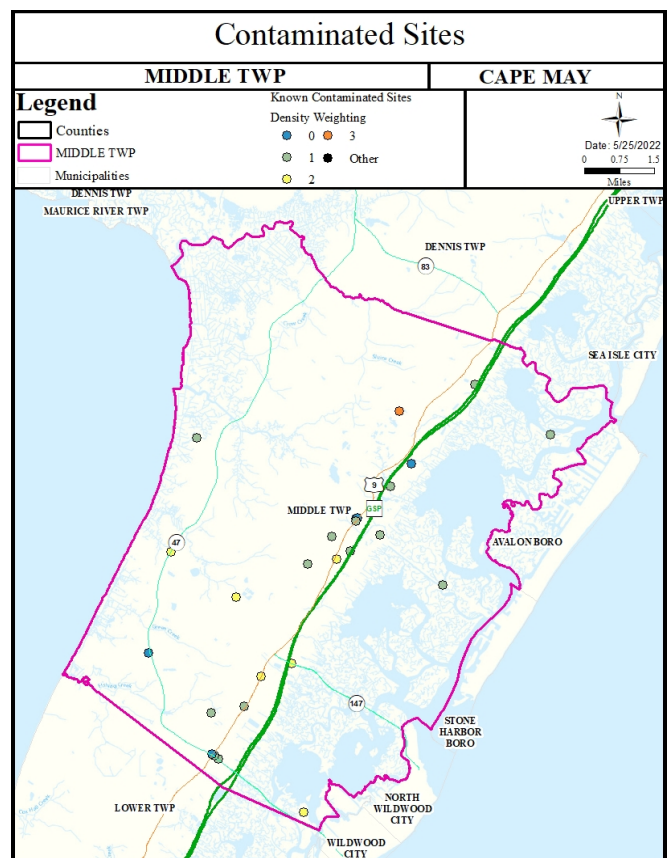 Contaminated Sites
MIDDLE TWP
CAPE MAY
Legend
Counties
MIDDLE TWP
Municipalities
Known Contaminated Sites
Density Weighting
0
3
1
Other
2
N
Date: 5/25/2022
0 0.75 1.5
Miles
DENNIS TWP
MAURICE RIVER TWP
UPPER TWP
DENNIS TWP
83
SEA ISLE CITY
9
MIDDLE TWP
GSP
47
AVALON BORO
147
STONE
HARBOR
BORO
LOWER TWP
NORTH
WILDWOOD
CITY
WILDWOOD
CITY